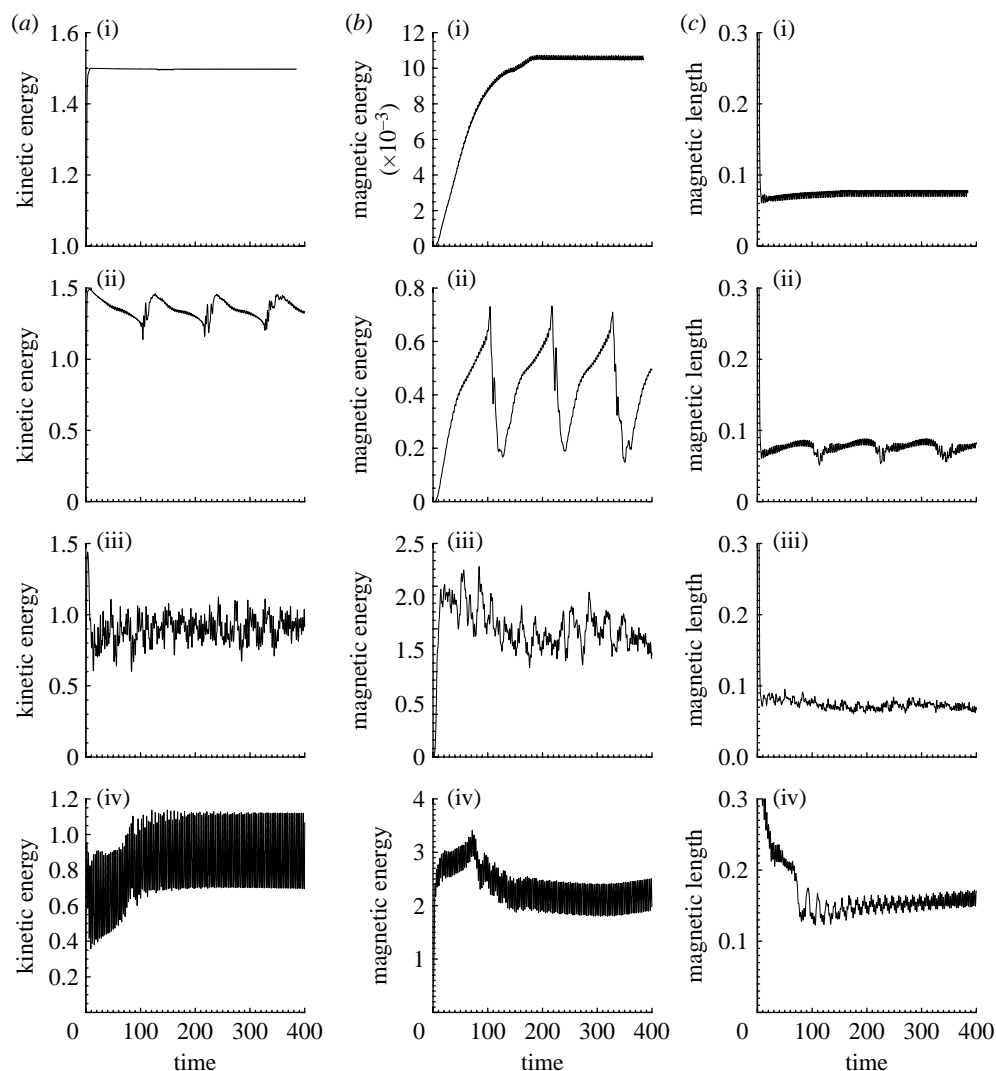 (a)
(i)
1.6
1.4
1.3
1.2
1.1
1.0
kinetic energy
(b)
(i)
12
10
8
6
4
2
0
magnetic energy
(×10⁻³)
(c)
(i)
0.3
0.2
0.1
0
magnetic length
(ii)
1.5
1.0
0.5
0
kinetic energy
(ii)
0.8
0.6
0.4
0.2
0
magnetic energy
(ii)
0.3
0.2
0.1
0
magnetic length
(iii)
1.5
1.0
0.5
0
kinetic energy
(iii)
2.5
2.0
1.5
0.5
0
magnetic energy
(iii)
0.3
0.2
0.1
0.0
magnetic length
(iv)
1.2
1.0
0.8
0.6
0.4
0.2
kinetic energy
0 100 200 300 400
time
(iv)
4
3
2
1
magnetic energy
0 100 200 300 400
time
(iv)
0.3
0.2
0.1
magnetic length
0 100 200 300 400
time